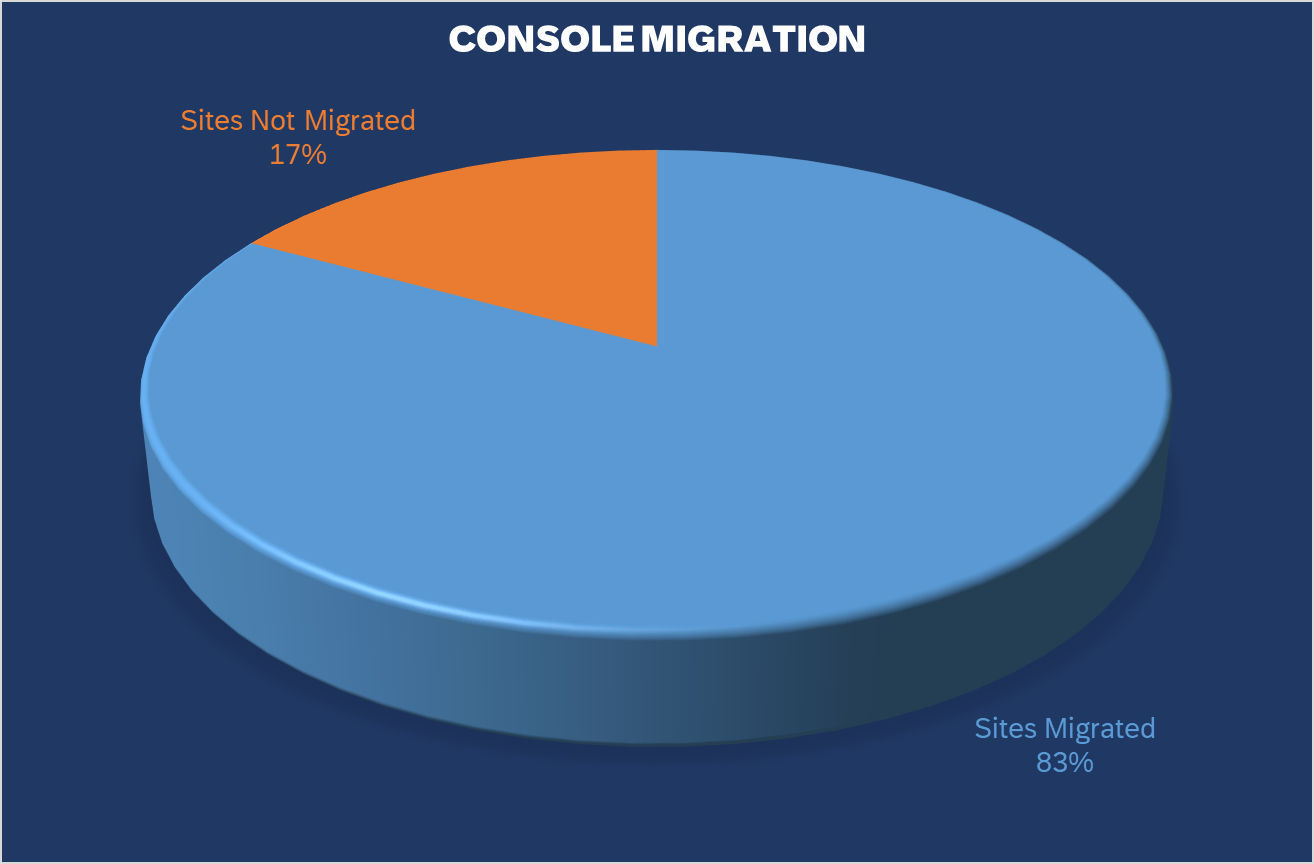 CONSOLE MIGRATION
Sites Not Migrated
17%
Sites Migrated
83%